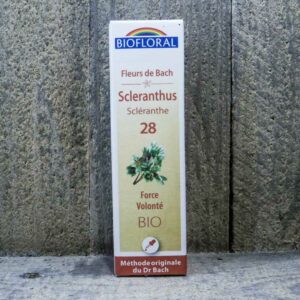 BIOFLORAL
Fleurs de Bach
Scleranthus
Scléranthe
28
Force
Volonté
BIO
Méthode originale
du Dr Bach